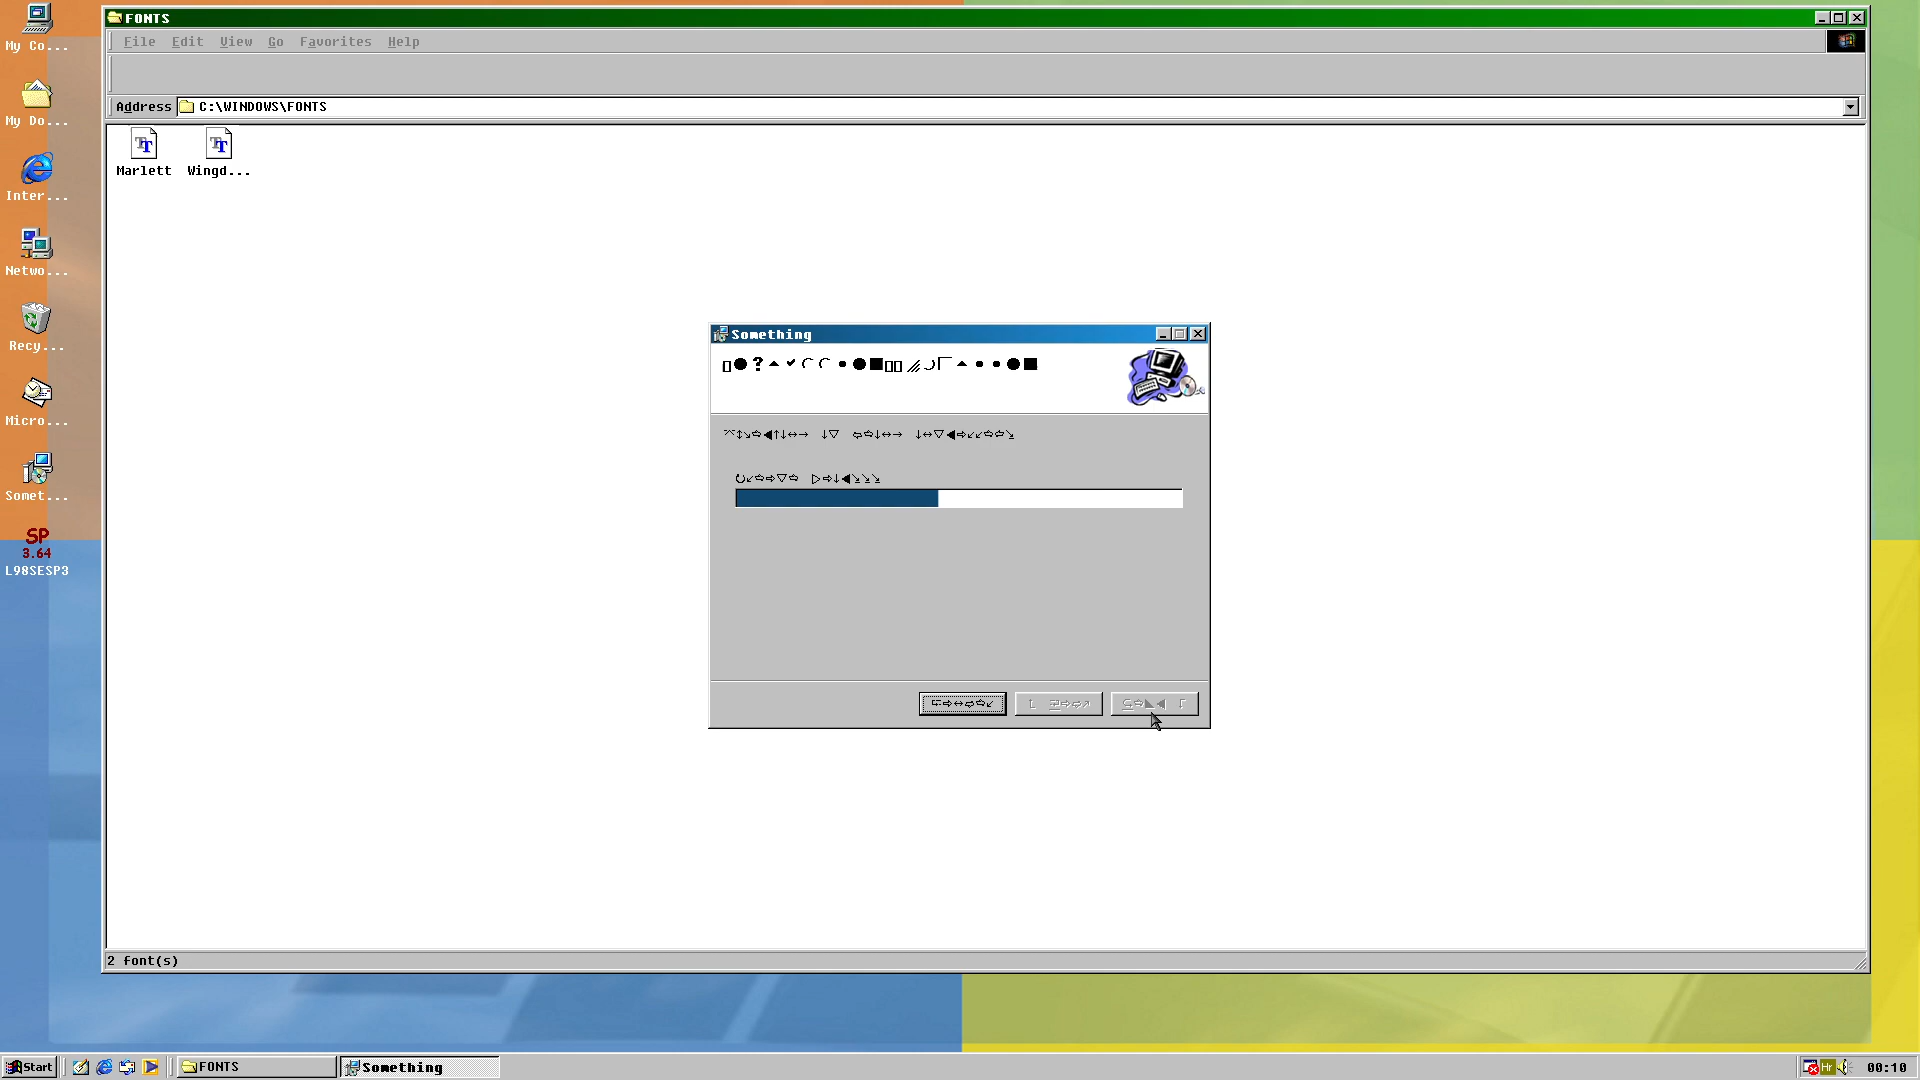 FONTS
File Edit View Go Favorites Help
Address C:\WINDOWS\FONTS
Marlett Wingd...
My Co...
My Do...
Inter...
Netwo...
Recy...
Micro...
Somet...
SP
3.64
L98SESP3
Something
2 font(s)
Start FONTS Something Hr 00:10